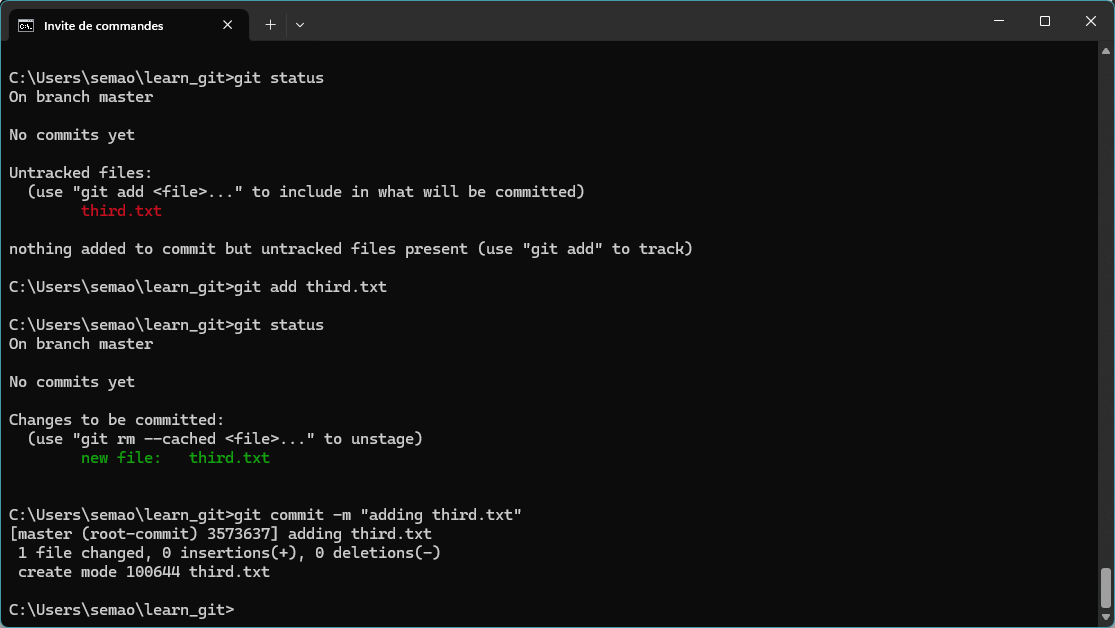 Invite de commandes
C:\Users\semao\learn_git>git status
On branch master
No commits yet
Untracked files:
  (use "git add <file>..." to include in what will be committed)
        third.txt
nothing added to commit but untracked files present (use "git add" to track)
C:\Users\semao\learn_git>git add third.txt
C:\Users\semao\learn_git>git status
On branch master
No commits yet
Changes to be committed:
  (use "git rm --cached <file>..." to unstage)
        new file:   third.txt
C:\Users\semao\learn_git>git commit -m "adding third.txt"
[master (root-commit) 3573637] adding third.txt
 1 file changed, 0 insertions(+), 0 deletions(-)
 create mode 100644 third.txt
C:\Users\semao\learn_git>